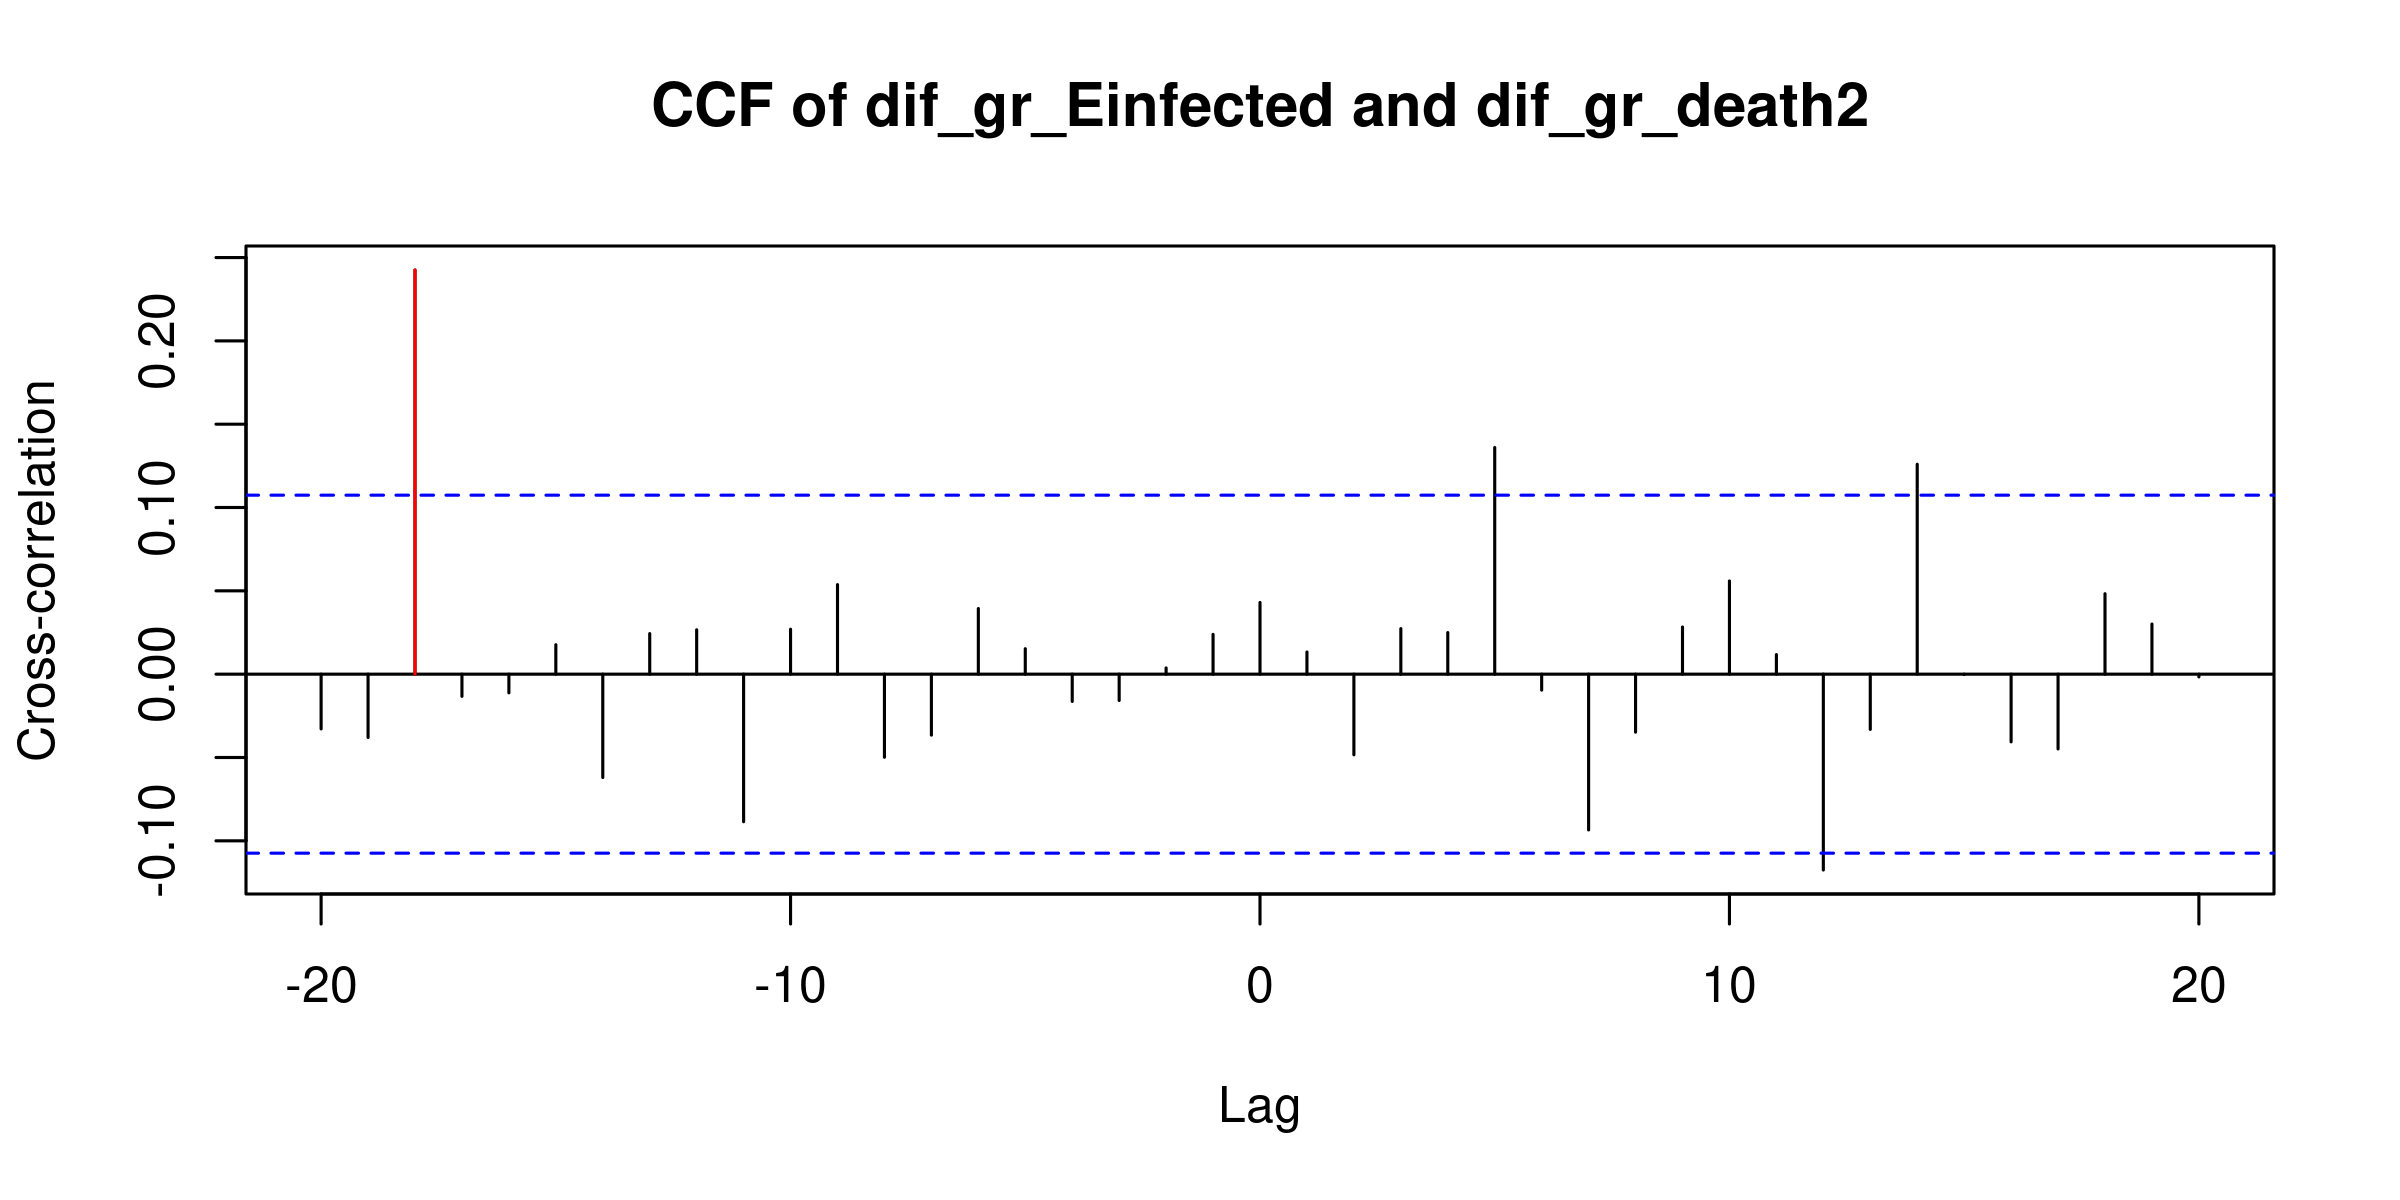 CCF of dif_gr_Einfected and dif_gr_death2
Cross-correlation
0.20
0.10
0.00
-0.10
-20 -10 0 10 20
Lag